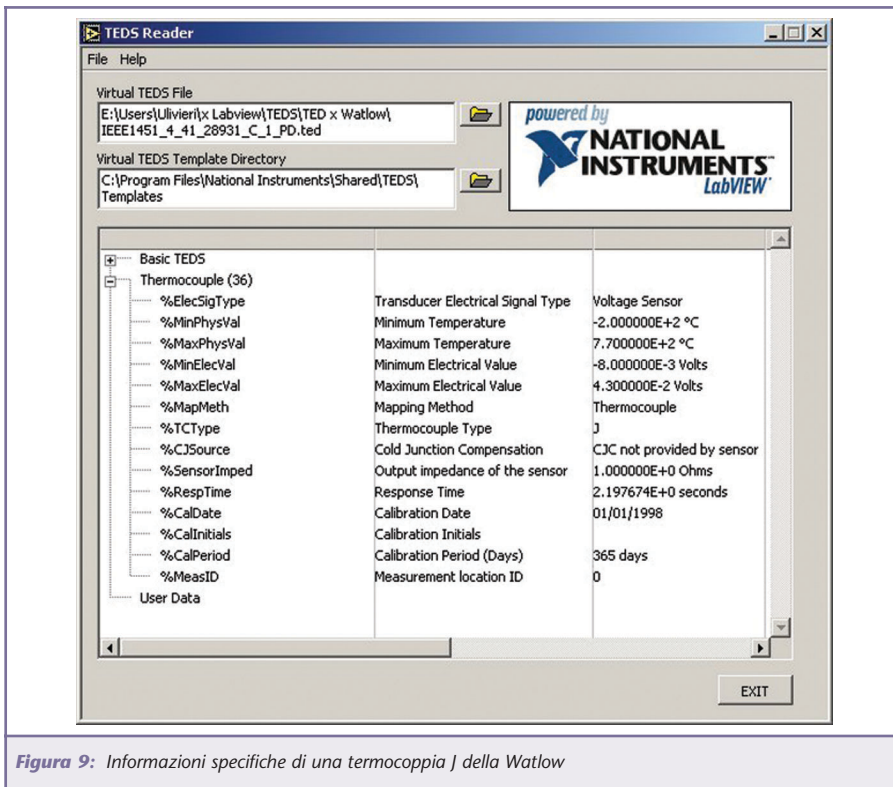 TEDS Reader
File Help
Virtual TEDS File
E:\Users\Ulivieri\x Labview\TEDS\TED x Watlow\
IEEE1451_4_41_28931_C_1_PD.ted
Virtual TEDS Template Directory
C:\Program Files\National Instruments\Shared\TEDS\
Templates
powered by
NATIONAL
INSTRUMENTS
LabVIEW
Basic TEDS
Thermocouple (36)
%ElecSigType Transducer Electrical Signal Type Voltage Sensor
%MinPhysVal Minimum Temperature -2.000000E+2 °C
%MaxPhysVal Maximum Temperature 7.700000E+2 °C
%MinElecVal Minimum Electrical Value -8.000000E-3 Volts
%MaxElecVal Maximum Electrical Value 4.300000E-2 Volts
%MapMeth Mapping Method Thermocouple
%TCType Thermocouple Type J
%CJSource Cold Junction Compensation CJC not provided by sensor
%SensorImped Output impedance of the sensor 1.000000E+0 Ohms
%RespTime Response Time 2.197674E+0 seconds
%CalDate Calibration Date 01/01/1998
%CalInitials Calibration Initials
%CalPeriod Calibration Period (Days) 365 days
%MeasID Measurement location ID 0
User Data
EXIT
Figura 9: Informazioni specifiche di una termocoppia J della Watlow